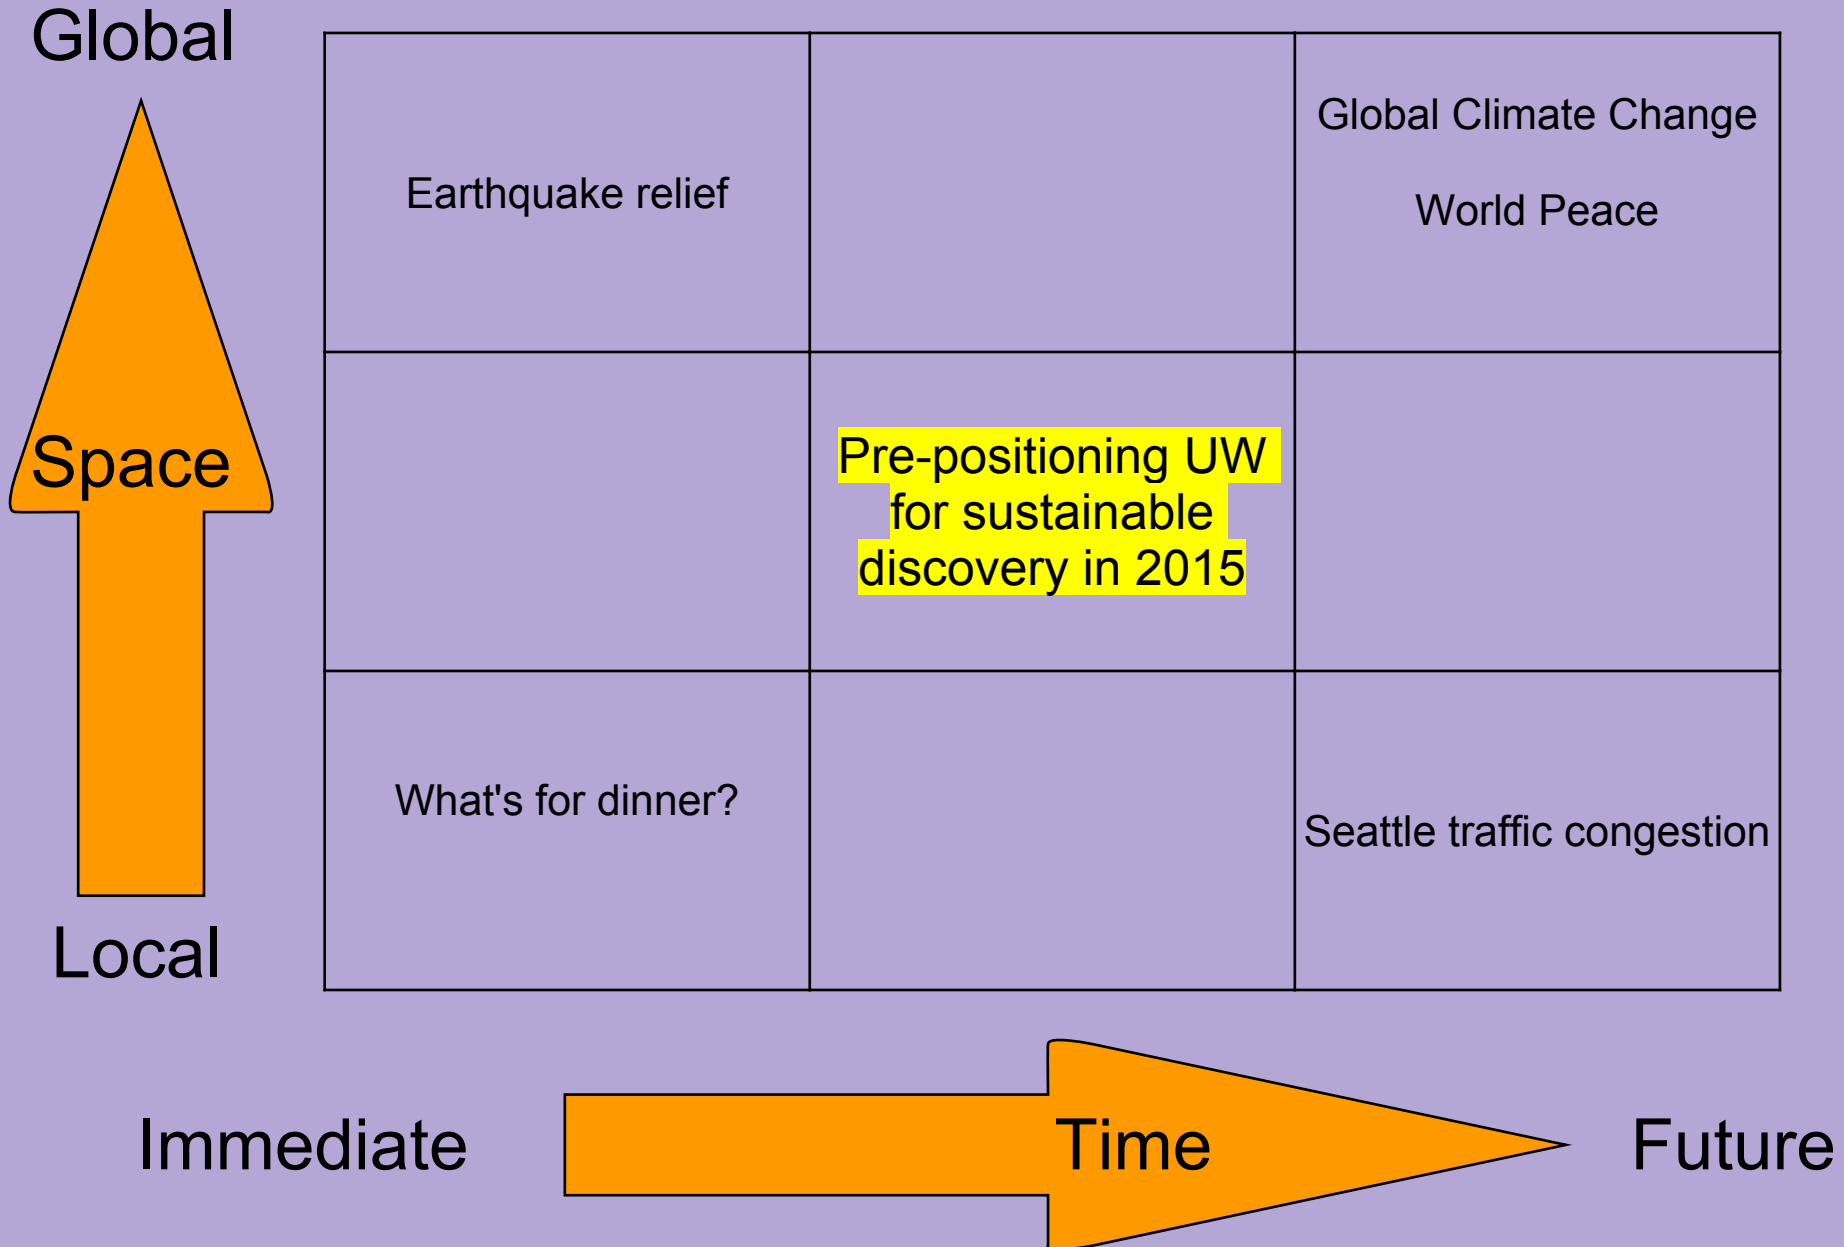 Global
Global Climate Change
Earthquake relief
World Peace
Space
Pre-positioning UW
for sustainable
discovery in 2015
What's for dinner?
Seattle traffic congestion
Local
Immediate
Time
Future